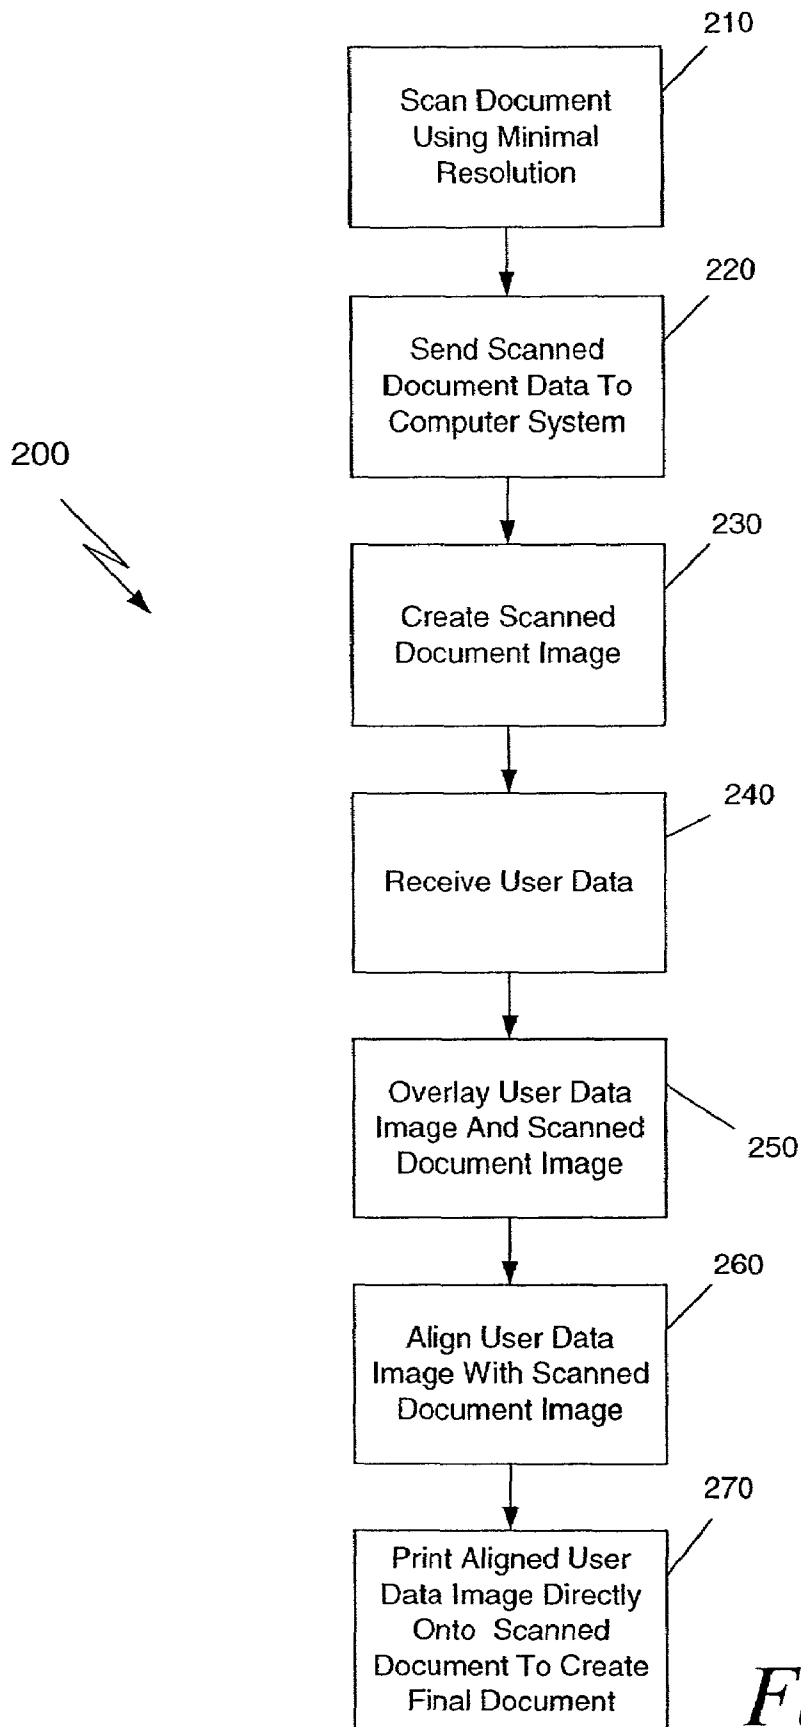 210
Scan Document
Using Minimal
Resolution
220
Send Scanned
Document Data To
Computer System
200
230
Create Scanned
Document Image
240
Receive User Data
Overlay User Data
Image And Scanned
Document Image
250
260
Align User Data
Image With Scanned
Document Image
270
Print Aligned User
Data Image Directly
Onto Scanned
Document To Create
Final Document